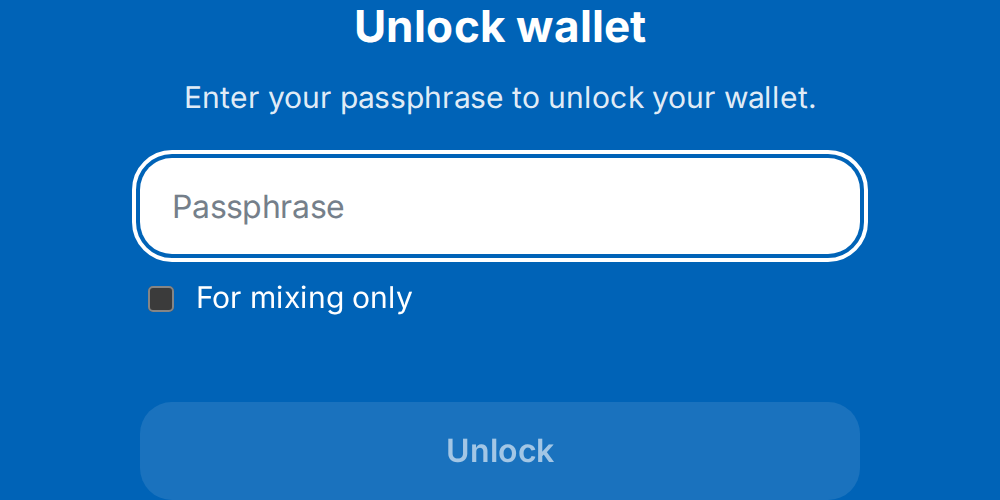 Unlock wallet
Enter your passphrase to unlock your wallet.
Passphrase
For mixing only
Unlock